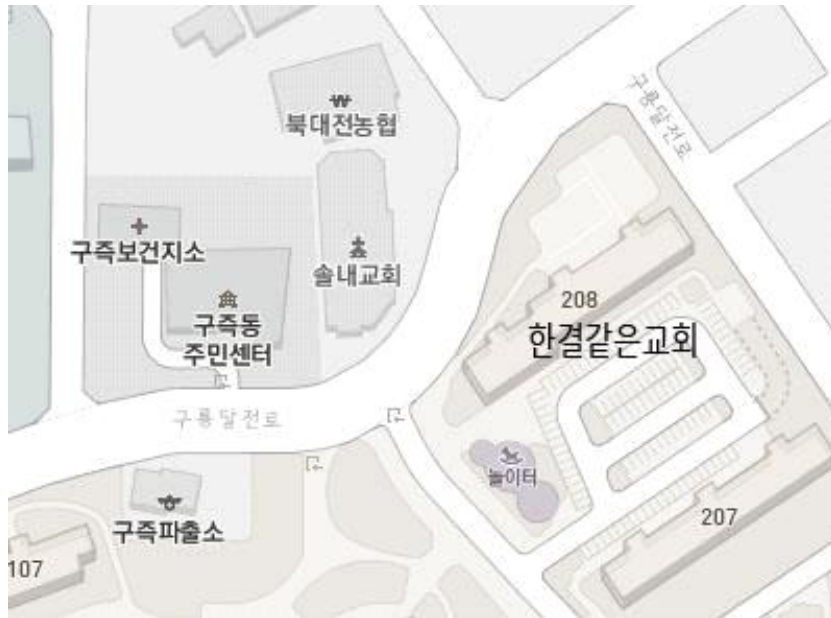 북대전농협
구룡달전로
구즉보건지소
솔내교회
208
구즉동
주민센터
한결같은교회
구룡달전로
놀이터
구즉파출소
207
107